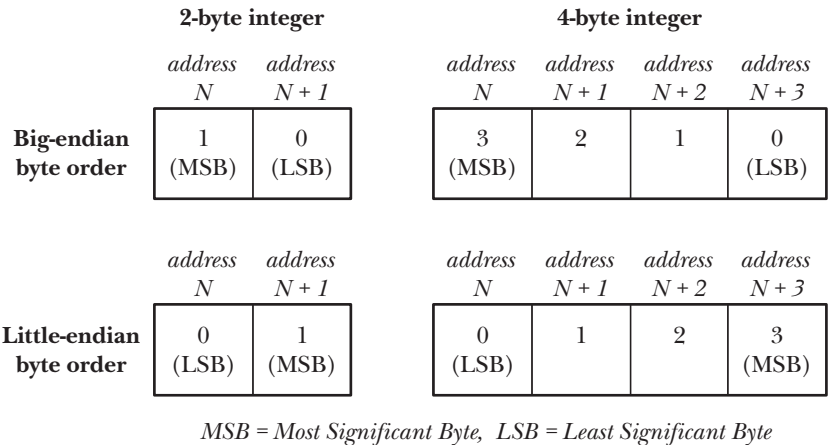 2-byte integer 4-byte integer
address address address address address address
N N + 1 N N + 1 N + 2 N + 3
Big-endian byte order
1 (MSB) 0 (LSB) 3 (MSB) 2 1 0 (LSB)
address address address address address address
N N + 1 N N + 1 N + 2 N + 3
Little-endian byte order
0 (LSB) 1 (MSB) 0 (LSB) 1 2 3 (MSB)
MSB = Most Significant Byte, LSB = Least Significant Byte